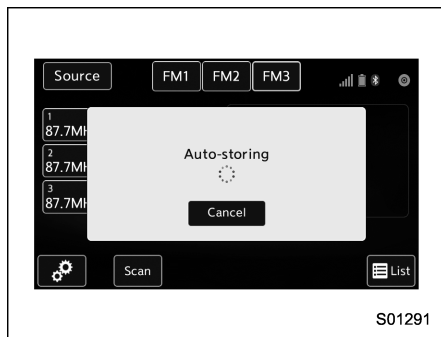 Source
FM1
FM2
FM3
1
87.7MH
2
87.7MH
3
87.7MH
Auto-storing
Cancel
Scan
List
S01291